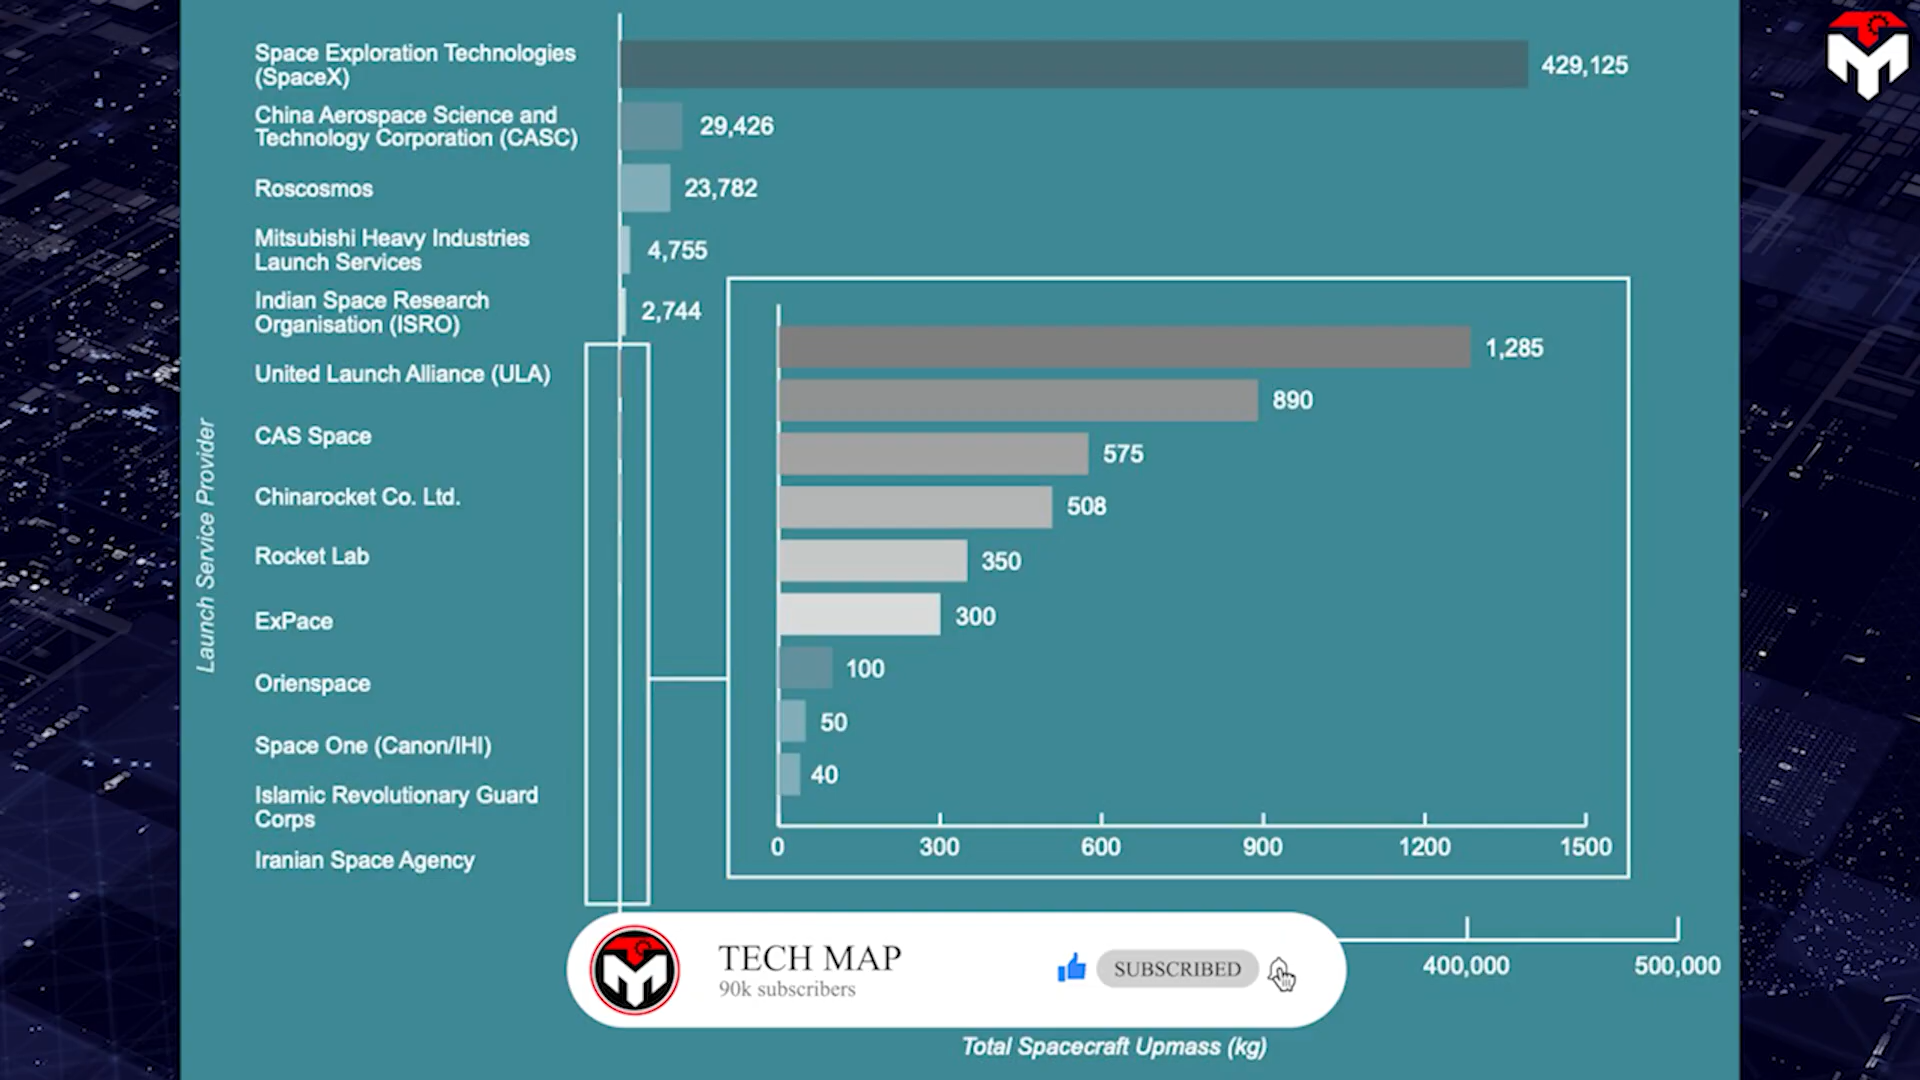 Space Exploration Technologies
(SpaceX)
429,125
China Aerospace Science and
Technology Corporation (CASC)
29,426
Roscosmos
23,782
Mitsubishi Heavy Industries
Launch Services
4,755
Indian Space Research
Organisation (ISRO)
2,744
United Launch Alliance (ULA)
CAS Space
Chinarocket Co. Ltd.
Rocket Lab
ExPace
Orienspace
Space One (Canon/IHI)
Islamic Revolutionary Guard
Corps
Iranian Space Agency
Launch Service Provider
1,285
890
575
508
350
300
100
50
40
0 300 600 900 1200 1500
400,000 500,000
TECH MAP
90k subscribers
SUBSCRIBED
Total Spacecraft Upmass (kg)